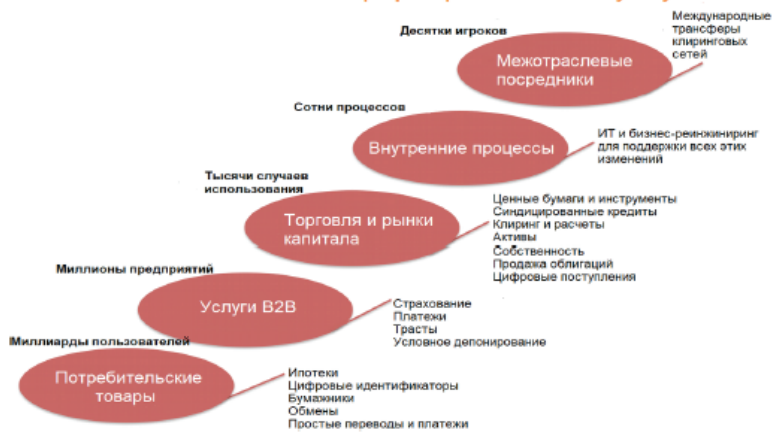 Десятки игроков
Межотраслевые
посредники
Международные
трансферы
клиринговых
сетей
Сотни процессов
Внутренние процессы
ИТ и бизнес-реинжиниринг
для поддержки всех этих
изменений
Тысячи случаев
использования
Торговля и рынки
капитала
Ценные бумаги и инструменты
Синдицированные кредиты
Клиринг и расчеты
Активы
Собственность
Продажа облигаций
Цифровые поступления
Миллионы предприятий
Услуги B2B
Страхование
Платежи
Трасты
Условное депонирование
Миллиарды пользователей
Потребительские
товары
Ипотеки
Цифровые идентификаторы
Бумажники
Обмены
Простые переводы и платежи